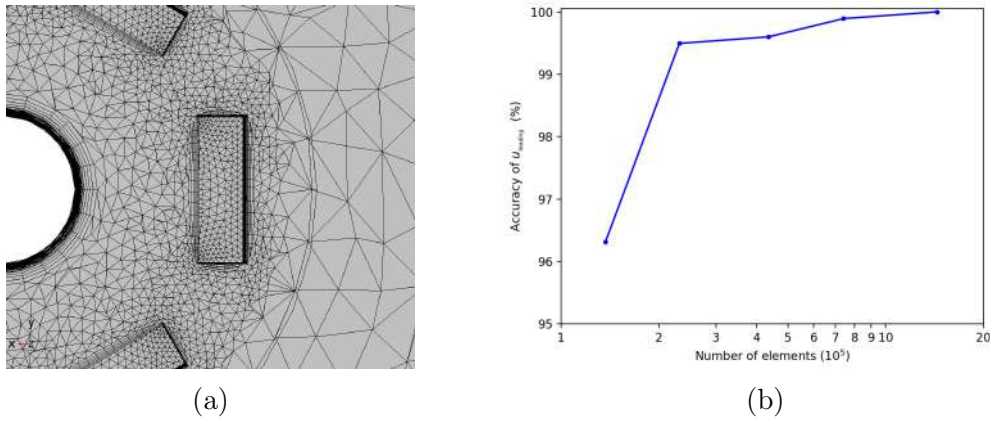 y
x z
(a)
100
99
98
97
96
95
Accuracy of u_leading (%)
1 2 3 4 5 6 7 8 9 10 20
Number of elements (10⁵)
(b)